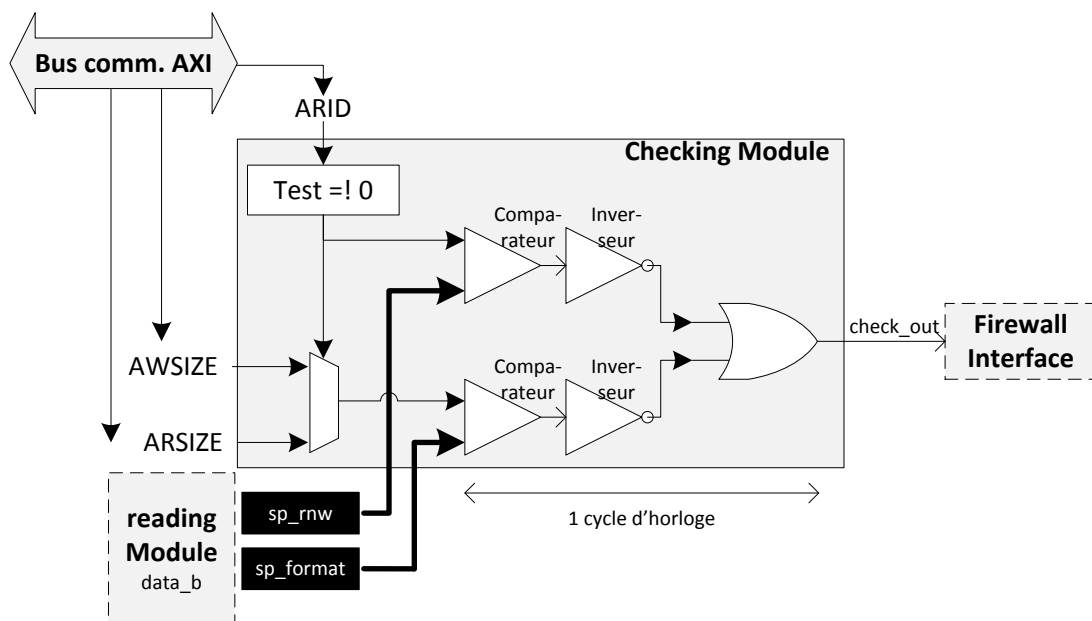 Bus comm. AXI
ARID
Checking Module
Test =! 0
Compa-
rateur
Inver-
seur
AWSIZE
check_out
Firewall
Interface
Compa-
rateur
Inver-
seur
ARSIZE
reading
Module
data_b
sp_rnw
sp_format
1 cycle d’horloge